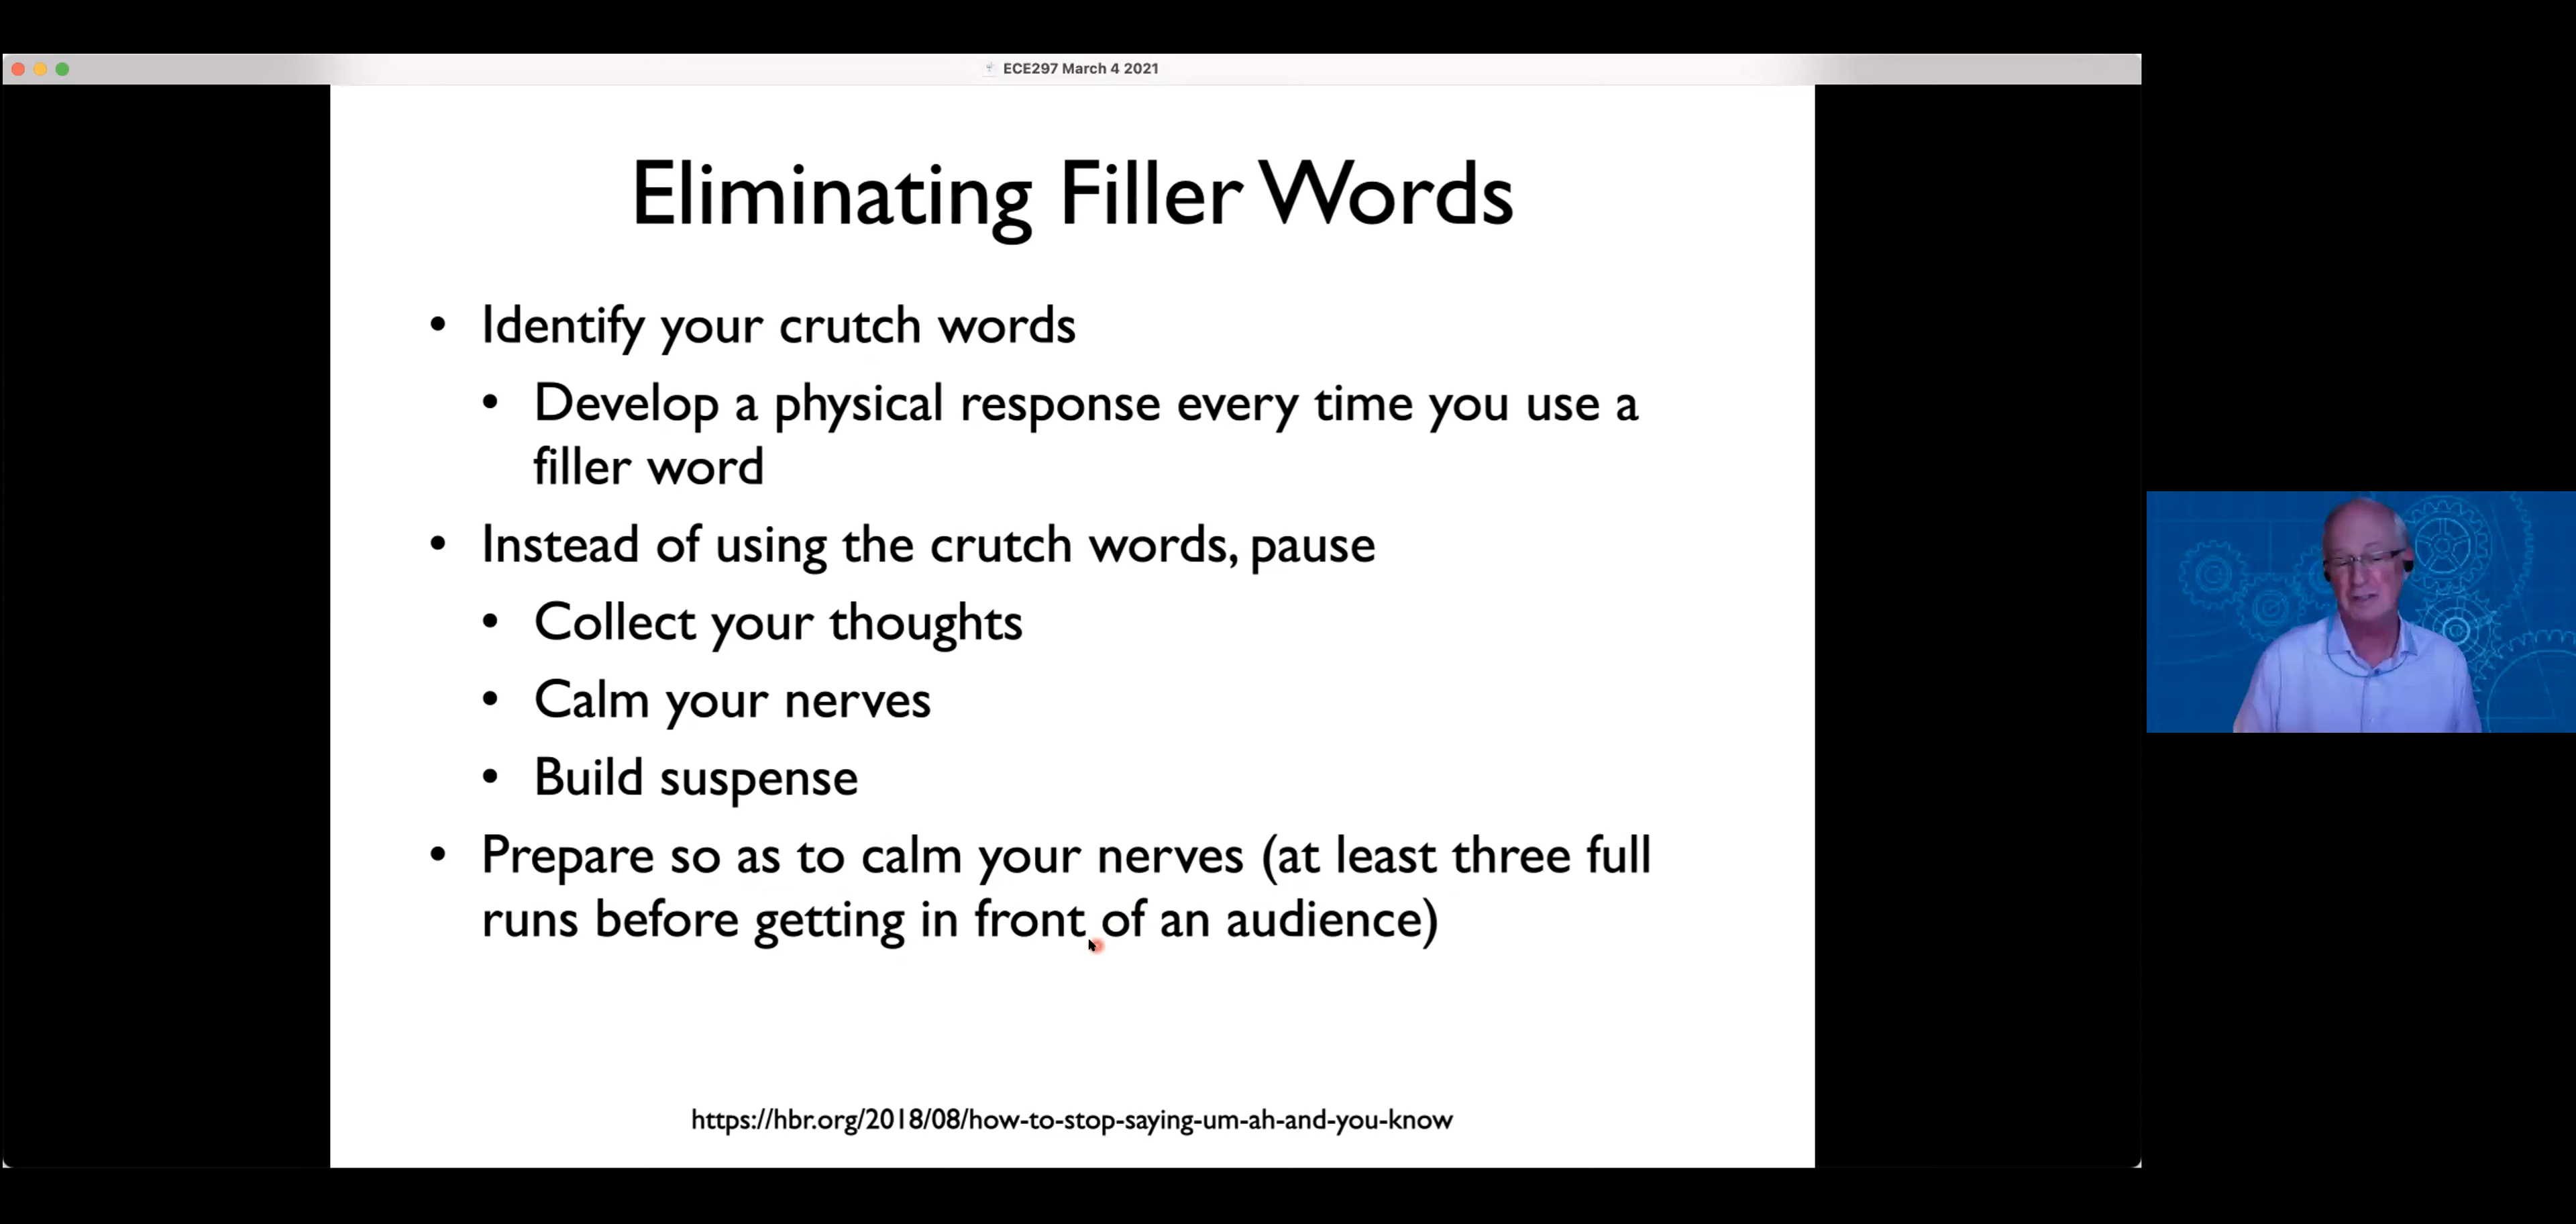 ECE297 March 4 2021
Eliminating Filler Words
• Identify your crutch words
• Develop a physical response every time you use a
filler word
• Instead of using the crutch words, pause
• Collect your thoughts
• Calm your nerves
• Build suspense
• Prepare so as to calm your nerves (at least three full
runs before getting in front of an audience)
https://hbr.org/2018/08/how-to-stop-saying-um-ah-and-you-know